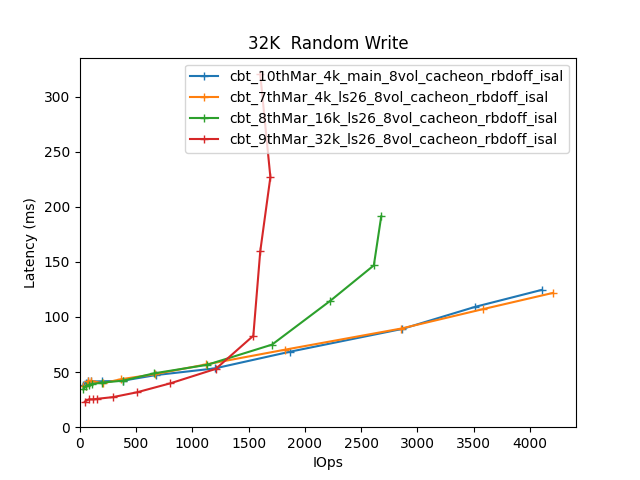 32K  Random Write
cbt_10thMar_4k_main_8vol_cacheon_rbdoff_isal
cbt_7thMar_4k_ls26_8vol_cacheon_rbdoff_isal
cbt_8thMar_16k_ls26_8vol_cacheon_rbdoff_isal
cbt_9thMar_32k_ls26_8vol_cacheon_rbdoff_isal
Latency (ms)
300
250
200
150
100
50
0
0 500 1000 1500 2000 2500 3000 3500 4000
IOps